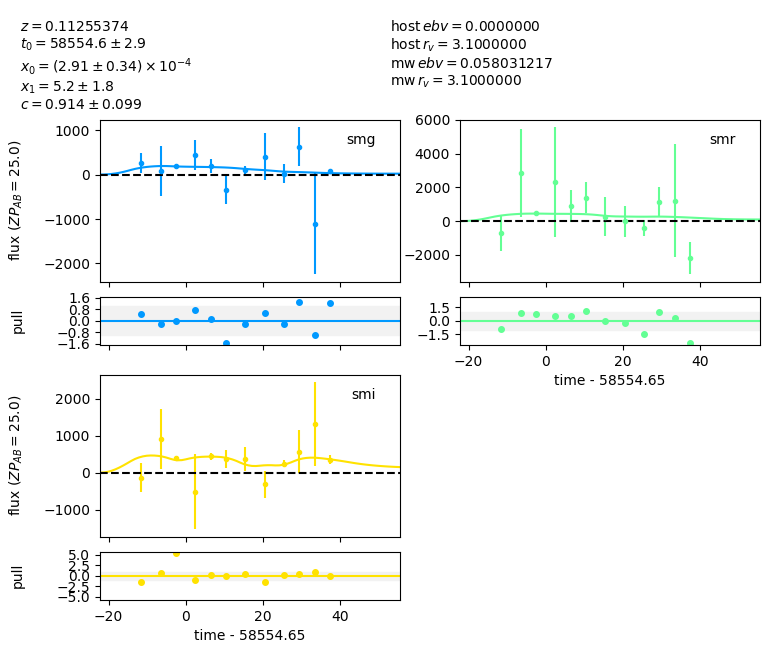 z = 0.11255374
t₀ = 58554.6 ± 2.9
x₀ = (2.91 ± 0.34) × 10⁻⁴
x₁ = 5.2 ± 1.8
c = 0.914 ± 0.099
host ebv = 0.0000000
host r_v = 3.1000000
mw ebv = 0.058031217
mw r_v = 3.1000000
smg
1000
0
−1000
−2000
flux (ZP_AB = 25.0)
1.6
0.8
0.0
−0.8
−1.6
pull
smr
6000
4000
2000
0
−2000
1.5
0.0
−1.5
−20 0 20 40
time - 58554.65
smi
2000
1000
0
−1000
flux (ZP_AB = 25.0)
5.0
2.5
0.0
−2.5
−5.0
pull
−20 0 20 40
time - 58554.65